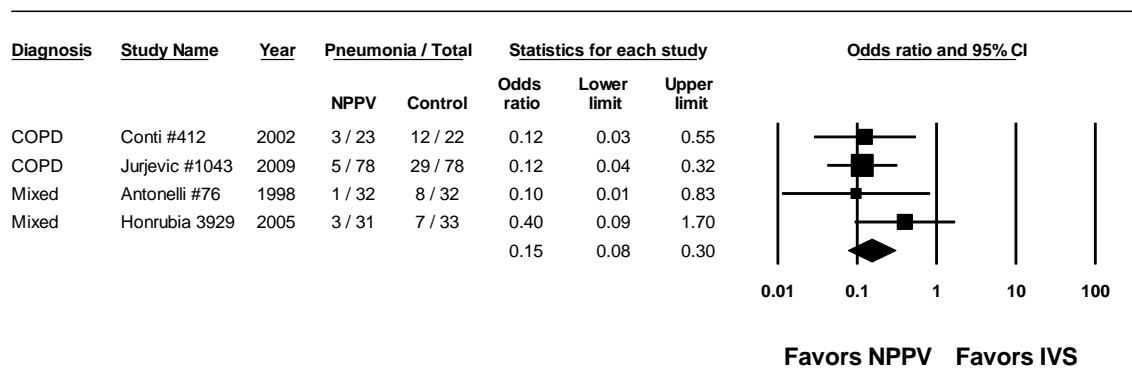 Diagnosis Study Name Year Pneumonia / Total Statistics for each study Odds ratio and 95% CI
NPPV Control Odds ratio Lower limit Upper limit
COPD Conti #412 2002 3 / 23 12 / 22 0.12 0.03 0.55
COPD Jurjevic #1043 2009 5 / 78 29 / 78 0.12 0.04 0.32
Mixed Antonelli #76 1998 1 / 32 8 / 32 0.10 0.01 0.83
Mixed Honrubia 3929 2005 3 / 31 7 / 33 0.40 0.09 1.70
0.15 0.08 0.30
0.01 0.1 1 10 100
Favors NPPV Favors IVS